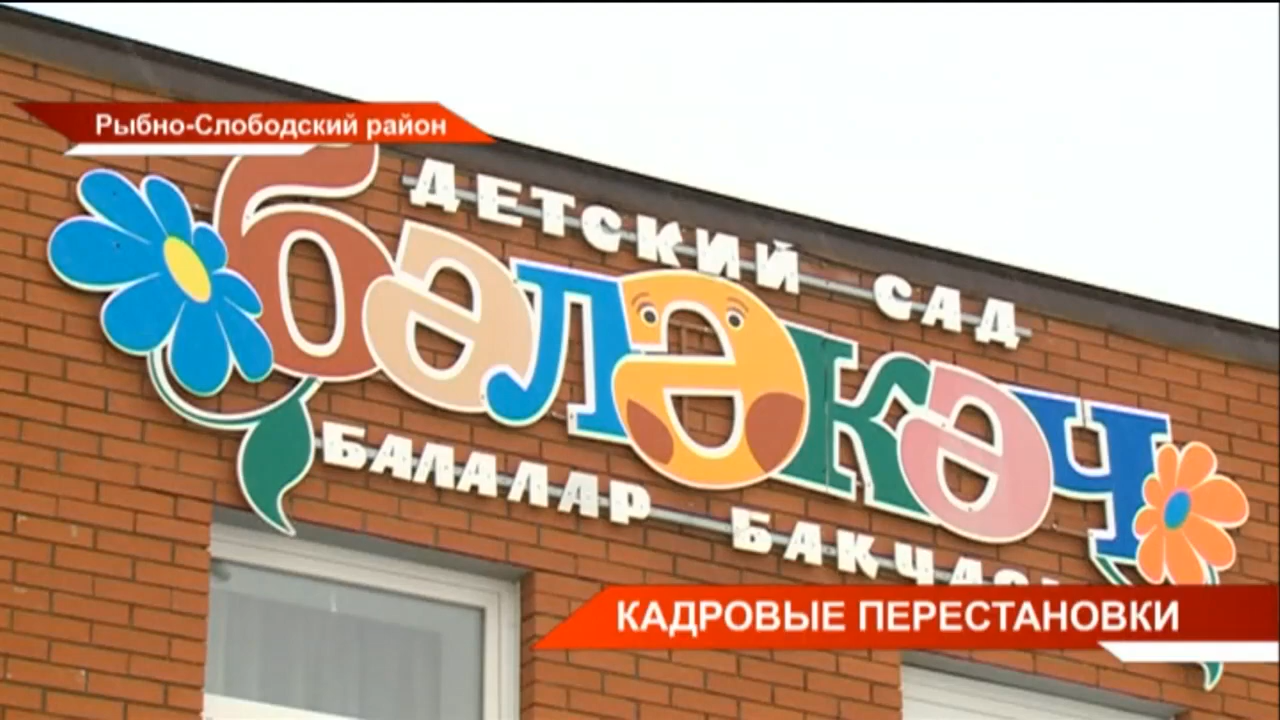 Рыбно-Слободский район
ДЕТСКИЙ САД
бәләкәч
БАЛАЛАР
КАДРОВЫЕ ПЕРЕСТАНОВКИ